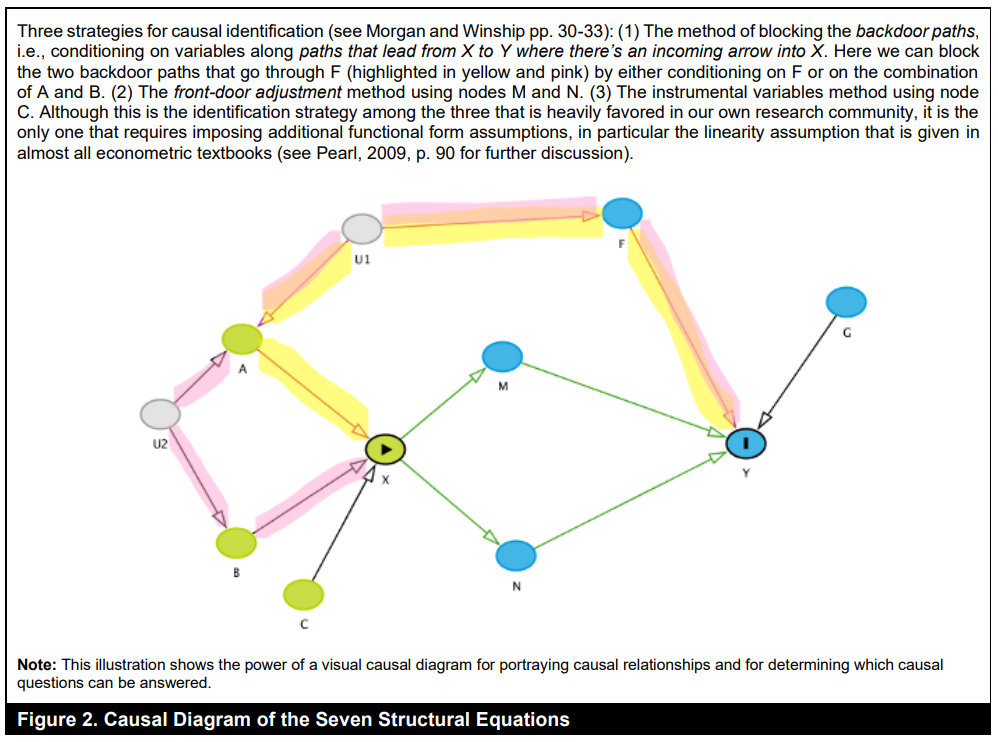 Three strategies for causal identification (see Morgan and Winship pp. 30-33): (1) The method of blocking the backdoor paths,
i.e., conditioning on variables along paths that lead from X to Y where there's an incoming arrow into X. Here we can block
the two backdoor paths that go through F (highlighted in yellow and pink) by either conditioning on F or on the combination
of A and B. (2) The front-door adjustment method using nodes M and N. (3) The instrumental variables method using node
C. Although this is the identification strategy among the three that is heavily favored in our own research community, it is the
only one that requires imposing additional functional form assumptions, in particular the linearity assumption that is given in
almost all econometric textbooks (see Pearl, 2009, p. 90 for further discussion).
F
U1
G
A
M
U2
X
Y
B
N
C
Note: This illustration shows the power of a visual causal diagram for portraying causal relationships and for determining which causal
questions can be answered.
Figure 2. Causal Diagram of the Seven Structural Equations